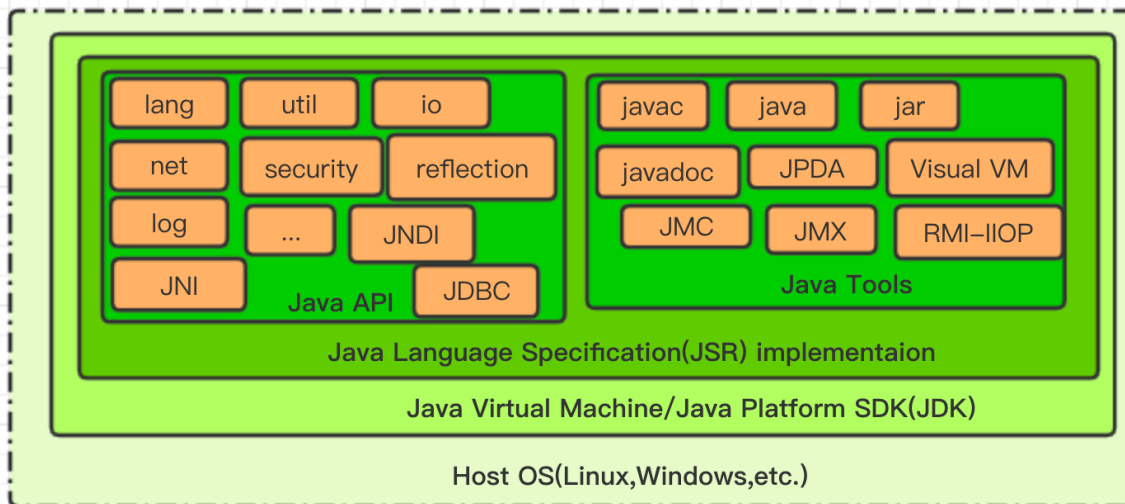 lang util io
net security reflection
log ... JNDI
JNI JDBC
Java API
javac java jar
javadoc JPDA Visual VM
JMC JMX RMI-IIOP
Java Tools
Java Language Specification(JSR) implementaion
Java Virtual Machine/Java Platform SDK(JDK)
Host OS(Linux,Windows,etc.)